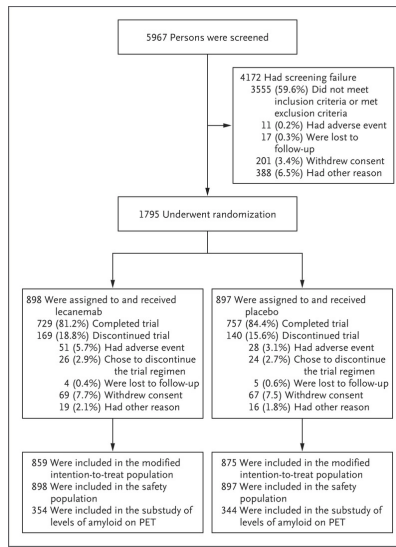 5967 Persons were screened
4172 Had screening failure
3555 (59.6%) Did not meet
inclusion criteria or met
exclusion criteria
11 (0.2%) Had adverse event
17 (0.3%) Were lost to
follow-up
201 (3.4%) Withdrew consent
388 (6.5%) Had other reason
1795 Underwent randomization
898 Were assigned to and received
lecanemab
729 (81.2%) Completed trial
169 (18.8%) Discontinued trial
51 (5.7%) Had adverse event
26 (2.9%) Chose to discontinue
the trial regimen
4 (0.4%) Were lost to follow-up
69 (7.7%) Withdrew consent
19 (2.1%) Had other reason
897 Were assigned to and received
placebo
757 (84.4%) Completed trial
140 (15.6%) Discontinued trial
28 (3.1%) Had adverse event
24 (2.7%) Chose to discontinue
the trial regimen
5 (0.6%) Were lost to follow-up
67 (7.5) Withdrew consent
16 (1.8%) Had other reason
859 Were included in the modified
intention-to-treat population
898 Were included in the safety
population
354 Were included in the substudy of
levels of amyloid on PET
875 Were included in the modified
intention-to-treat population
897 Were included in the safety
population
344 Were included in the substudy of
levels of amyloid on PET